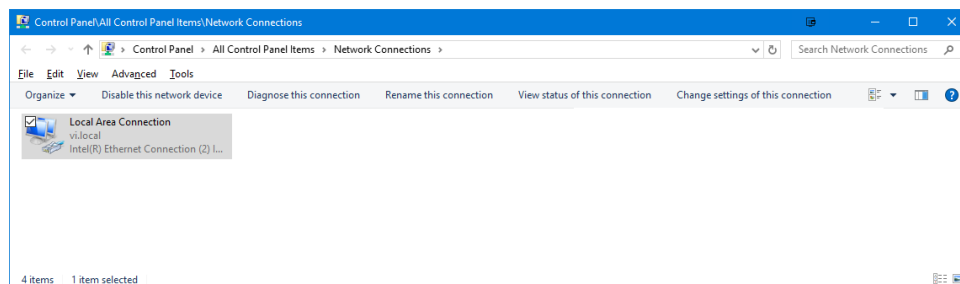 Control Panel\All Control Panel Items\Network Connections
Control Panel > All Control Panel Items > Network Connections > Search Network Connections
File Edit View Advanced Tools
Organize Disable this network device Diagnose this connection Rename this connection View status of this connection Change settings of this connection
Local Area Connection
vi.local
Intel(R) Ethernet Connection (2) I...
4 items 1 item selected